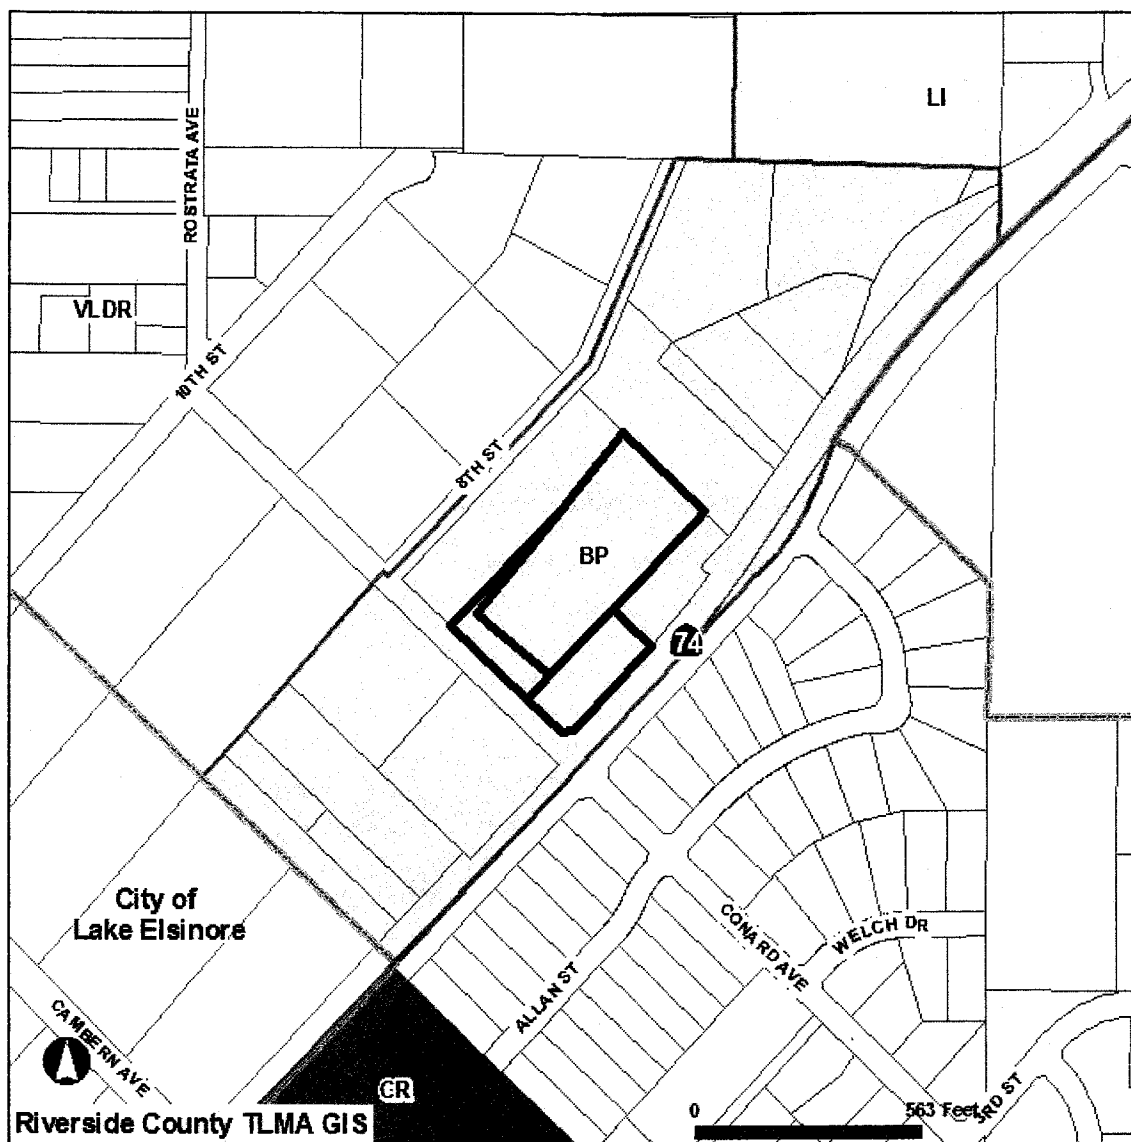 LI
ROSTRATA AVE
VLDR
10TH ST
8TH ST
BP
74
City of
Lake Elsinore
CONARD AVE
WELCH DR
ALLAN ST
CAMBERN AVE
CR
3RD ST
0 563 Feet
Riverside County TLMA GIS